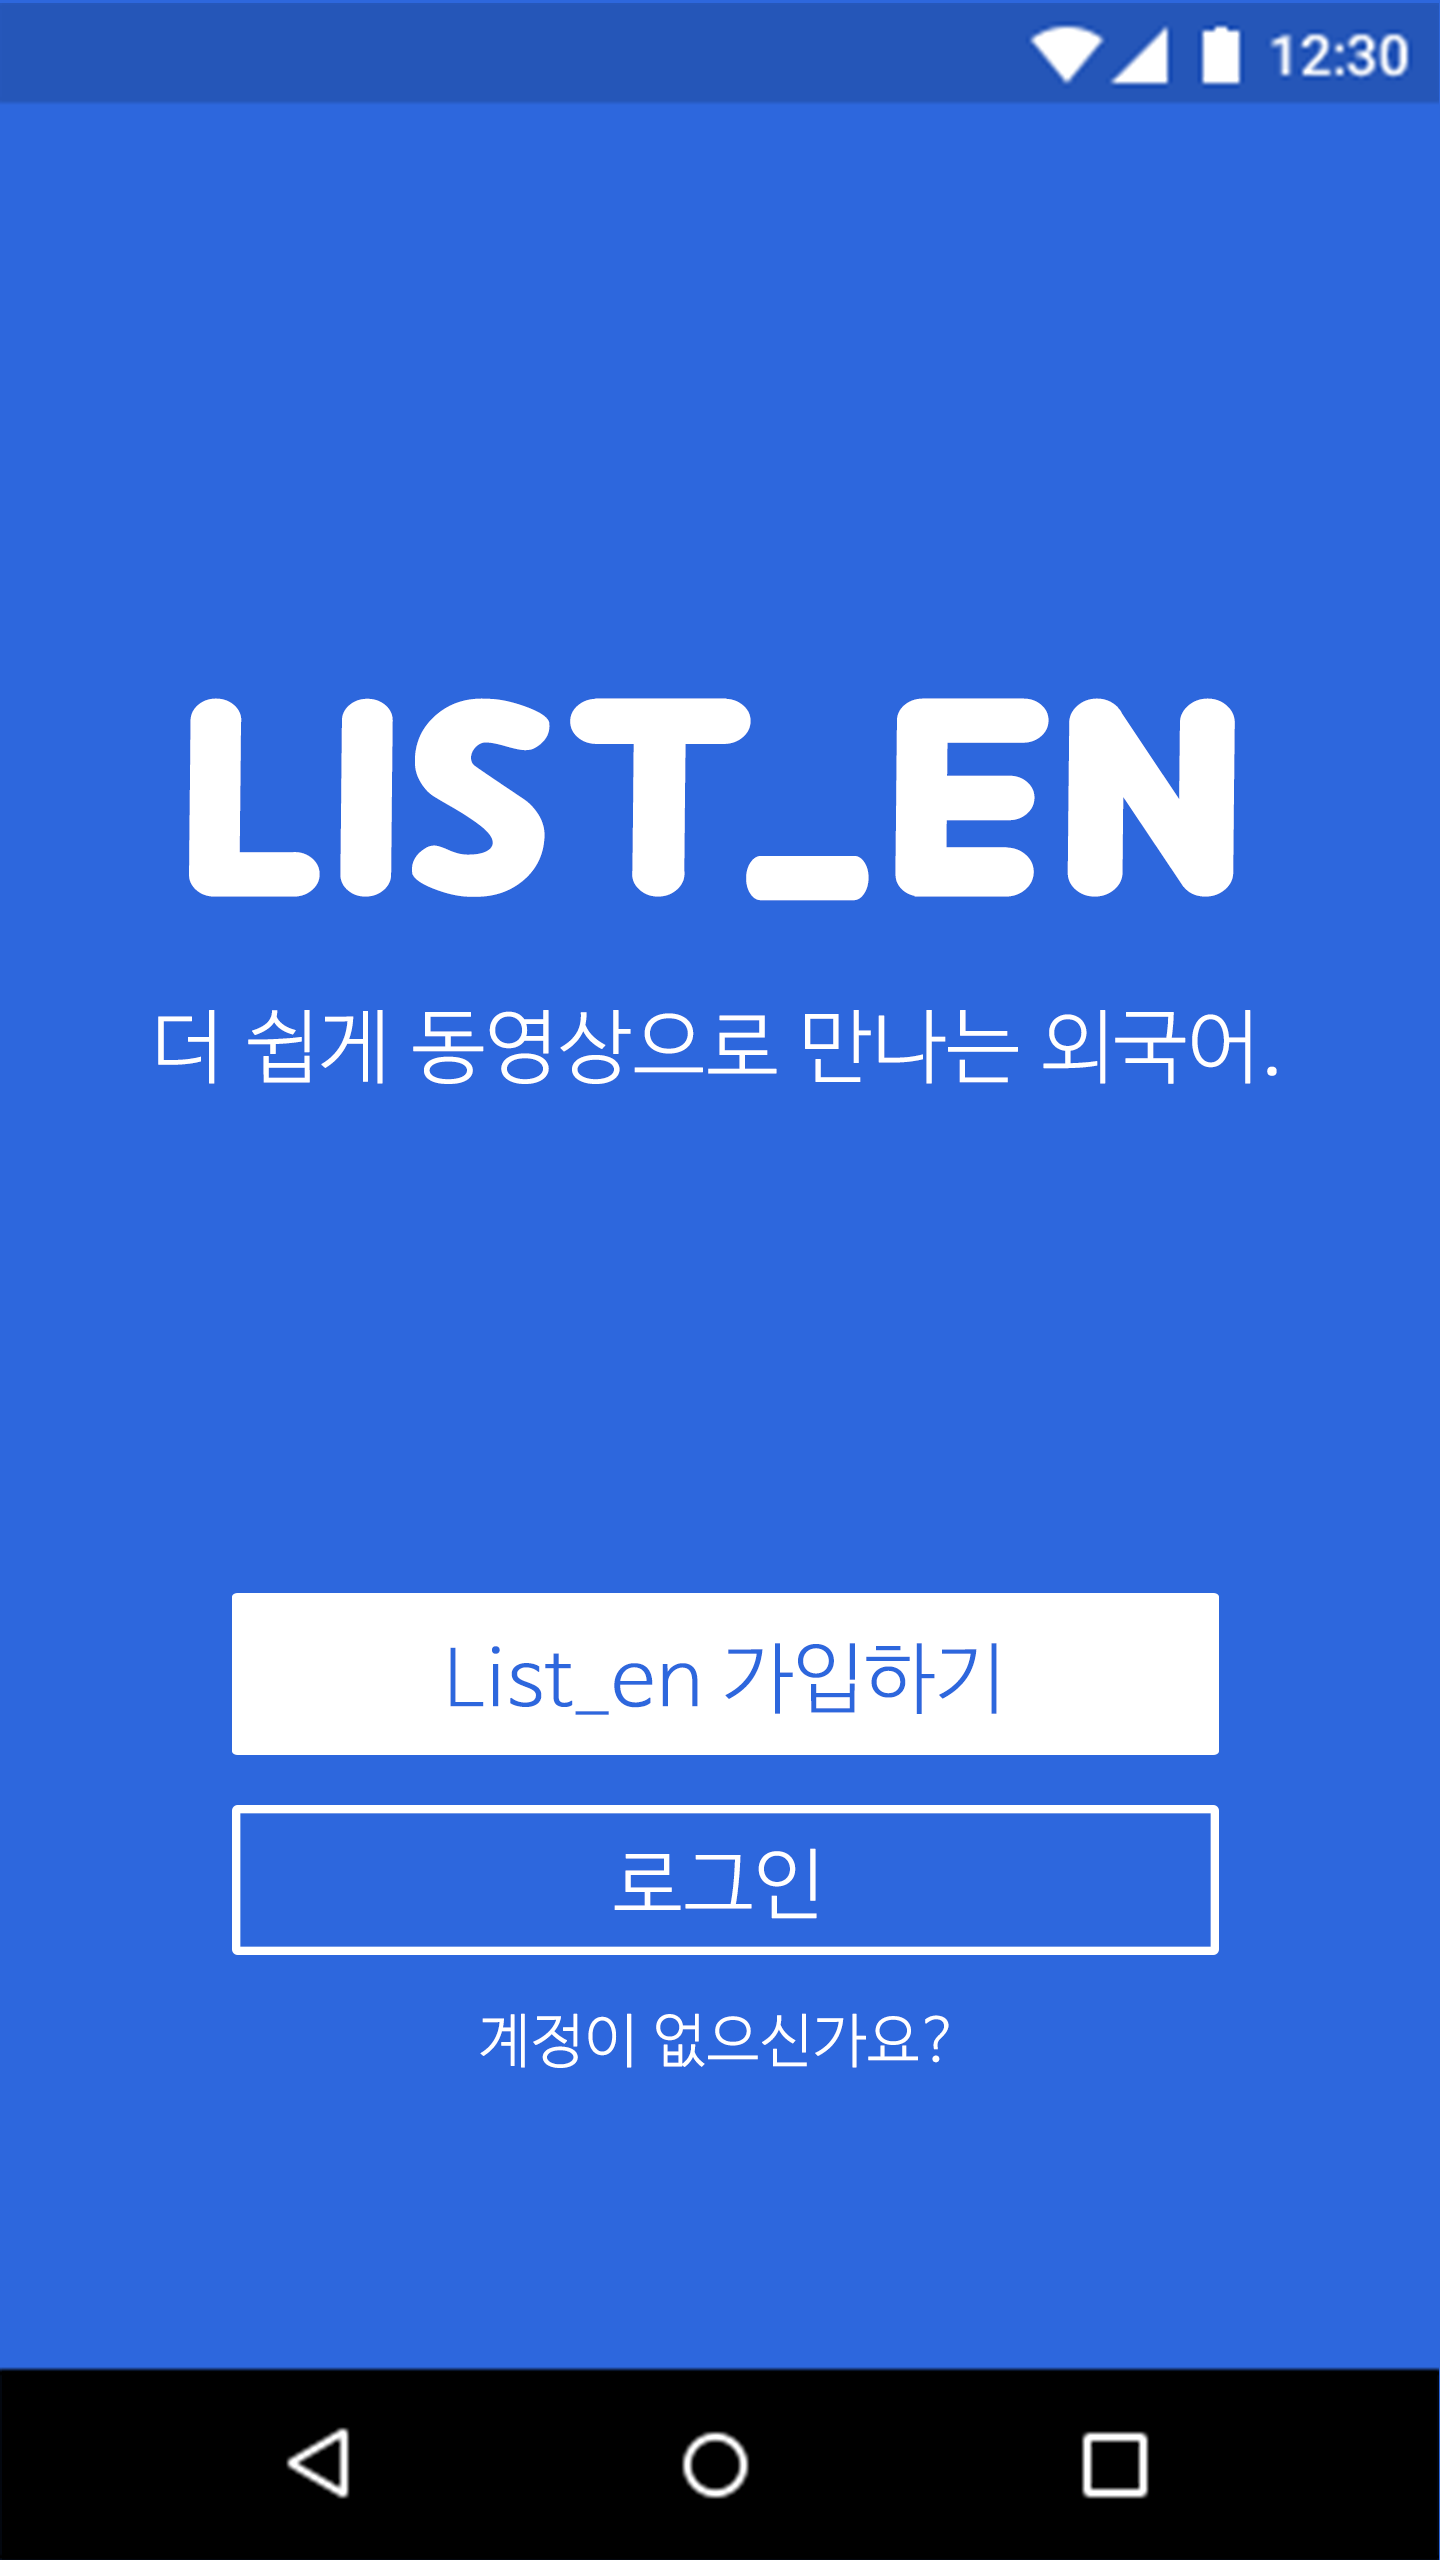 12:30
LIST_EN
더 쉽게 동영상으로 만나는 외국어.
List_en 가입하기
로그인
계정이 없으신가요?